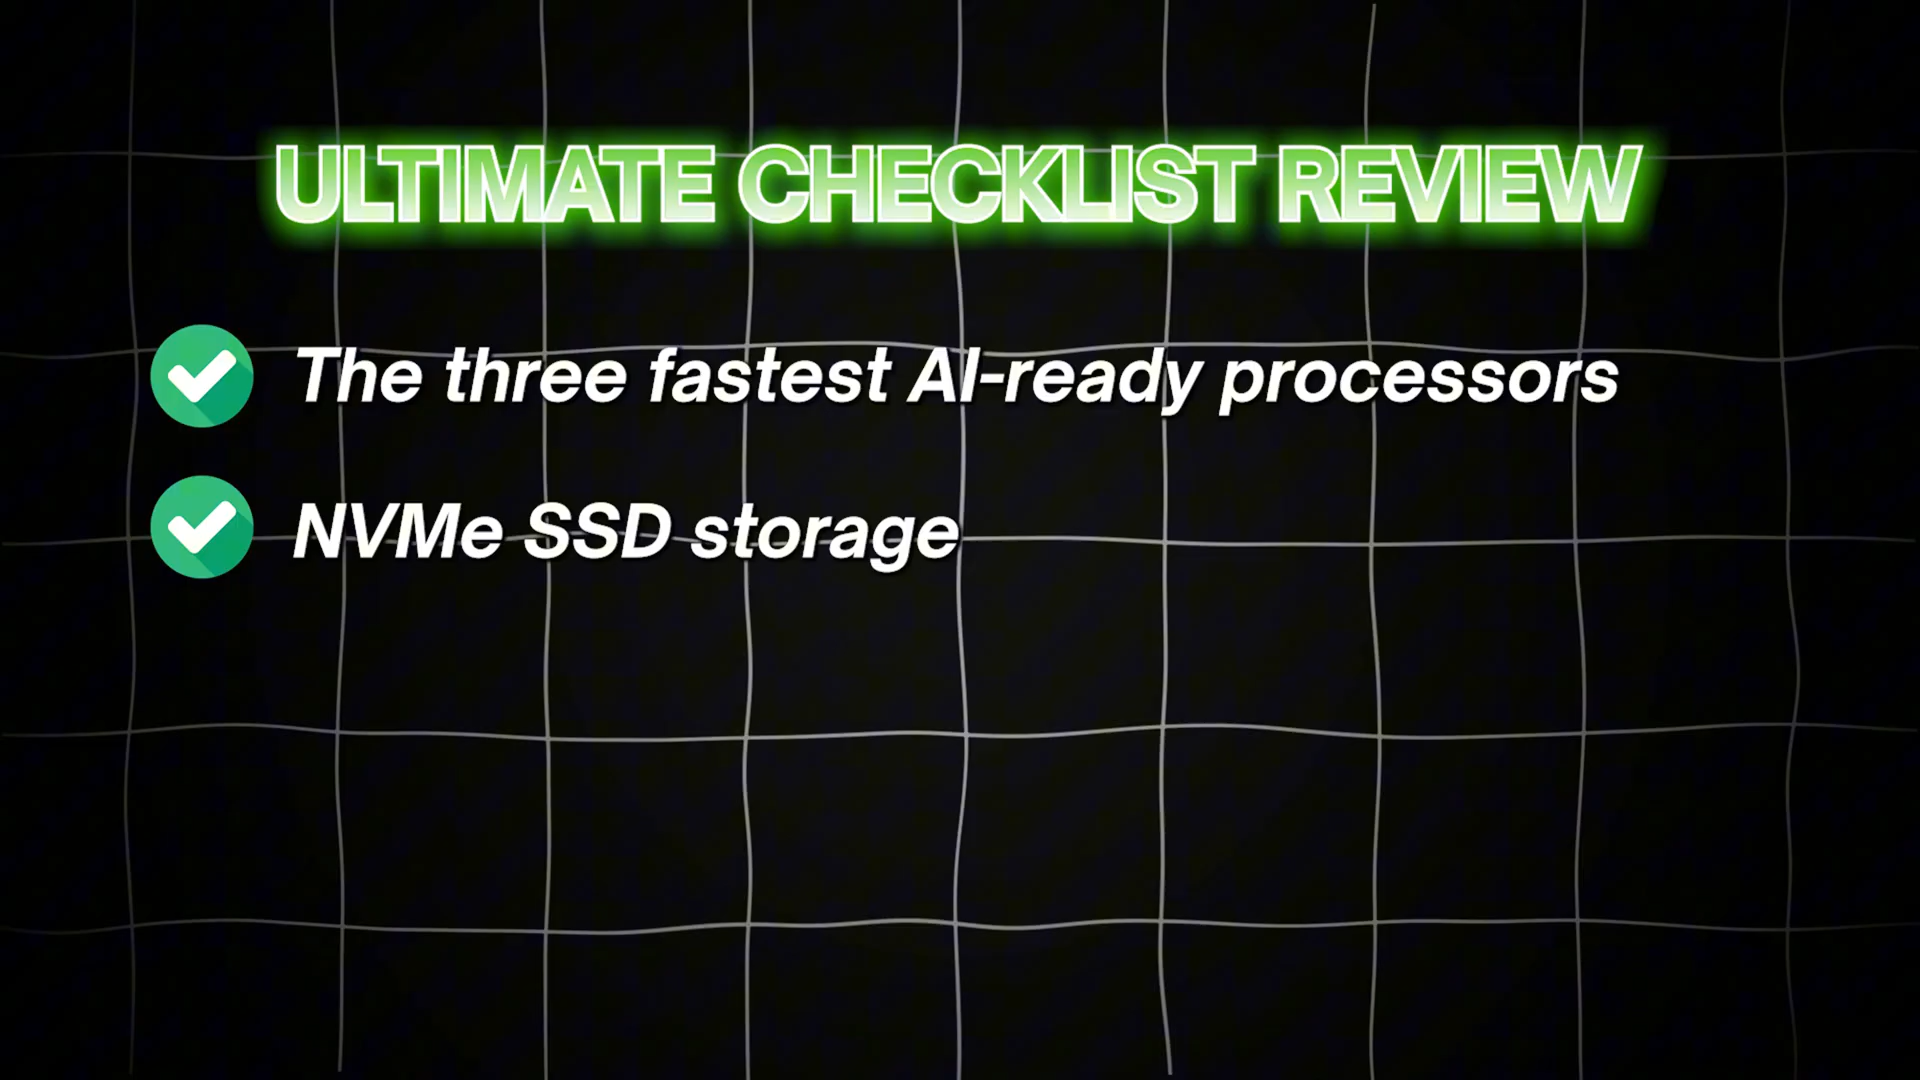 ULTIMATE CHECKLIST REVIEW
The three fastest AI-ready processors
NVMe SSD storage